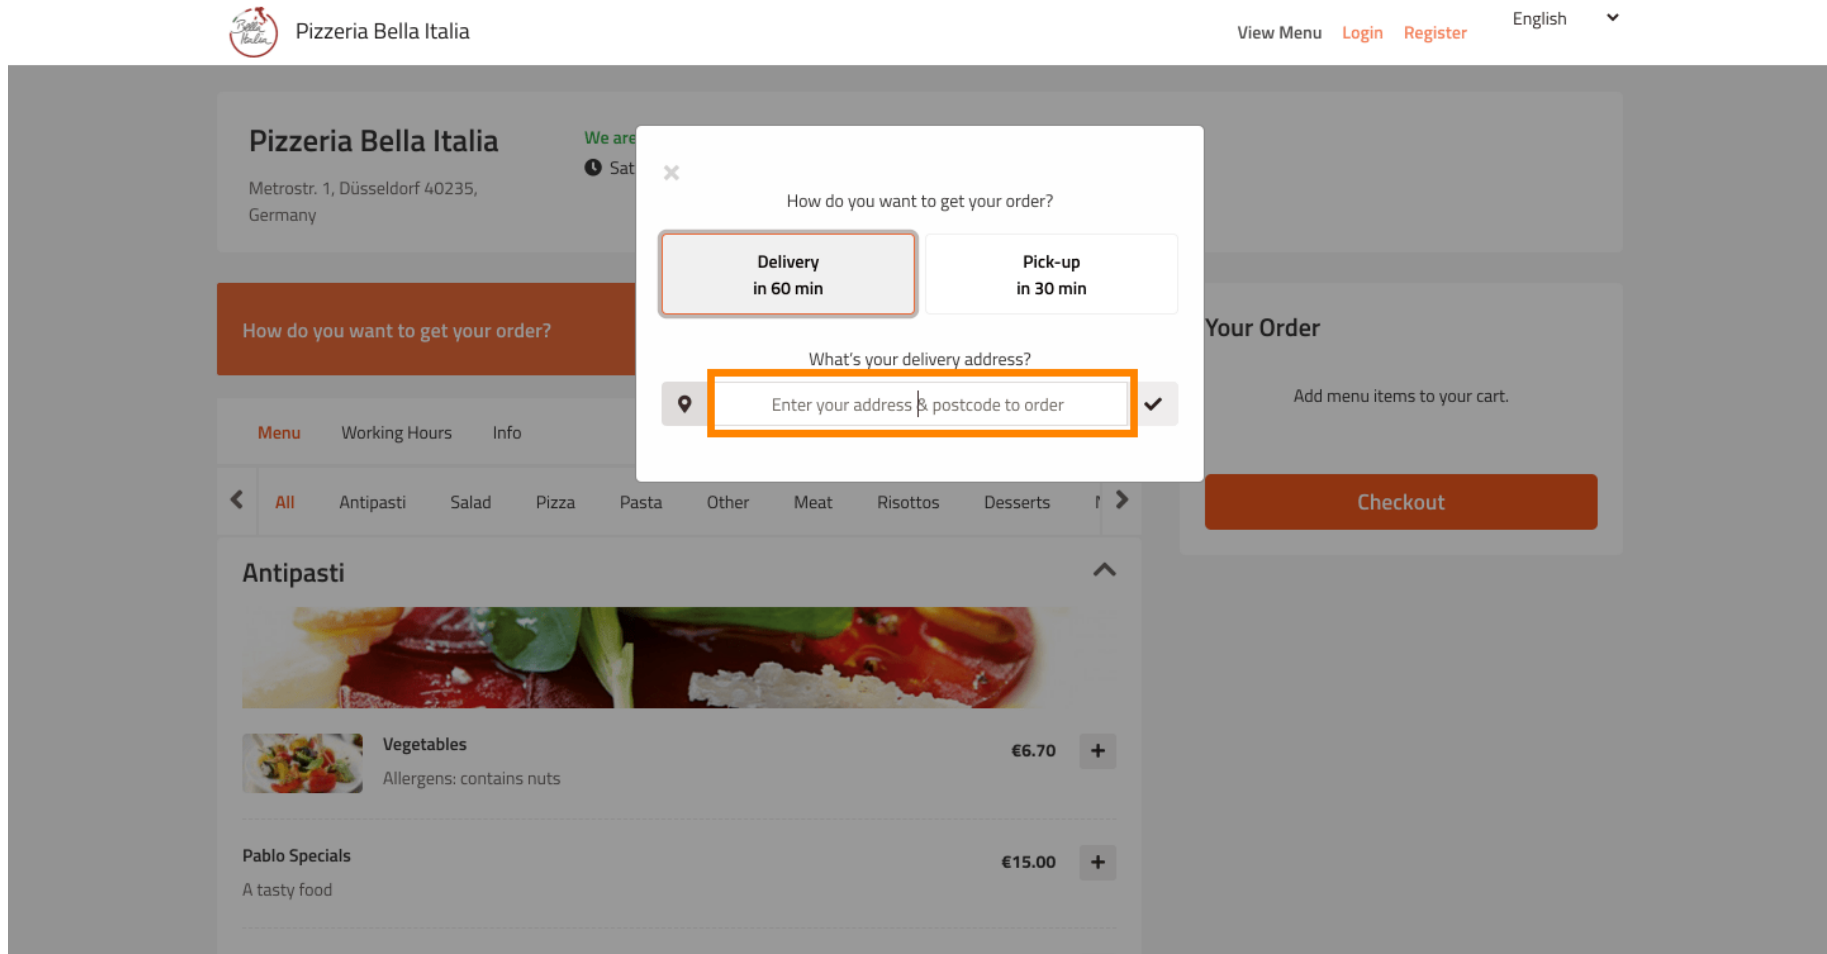 Bella Italia
Pizzeria Bella Italia
View Menu Login Register
English
Pizzeria Bella Italia
Metrostr. 1, Düsseldorf 40235,
Germany
We are
Sat
How do you want to get your order?
Delivery
in 60 min
Pick-up
in 30 min
What's your delivery address?
Enter your address & postcode to order
How do you want to get your order?
Menu Working Hours Info
All Antipasti Salad Pizza Pasta Other Meat Risottos Desserts
Your Order
Add menu items to your cart.
Checkout
Antipasti
Vegetables
€6.70 +
Allergens: contains nuts
Pablo Specials
€15.00 +
A tasty food